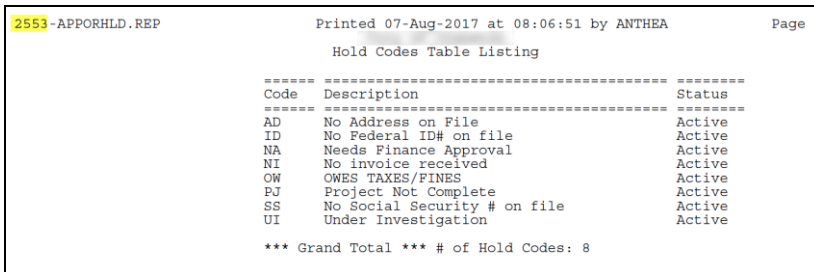 2553-APPORHLD.REP Printed 07-Aug-2017 at 08:06:51 by ANTHEA Page
Hold Codes Table Listing
====== ======================================== ========
Code Description Status
====== ======================================== ========
AD No Address on File Active
ID No Federal ID# on file Active
NA Needs Finance Approval Active
NI No invoice received Active
OW OWES TAXES/FINES Active
PJ Project Not Complete Active
SS No Social Security # on file Active
UI Under Investigation Active
*** Grand Total *** # of Hold Codes: 8